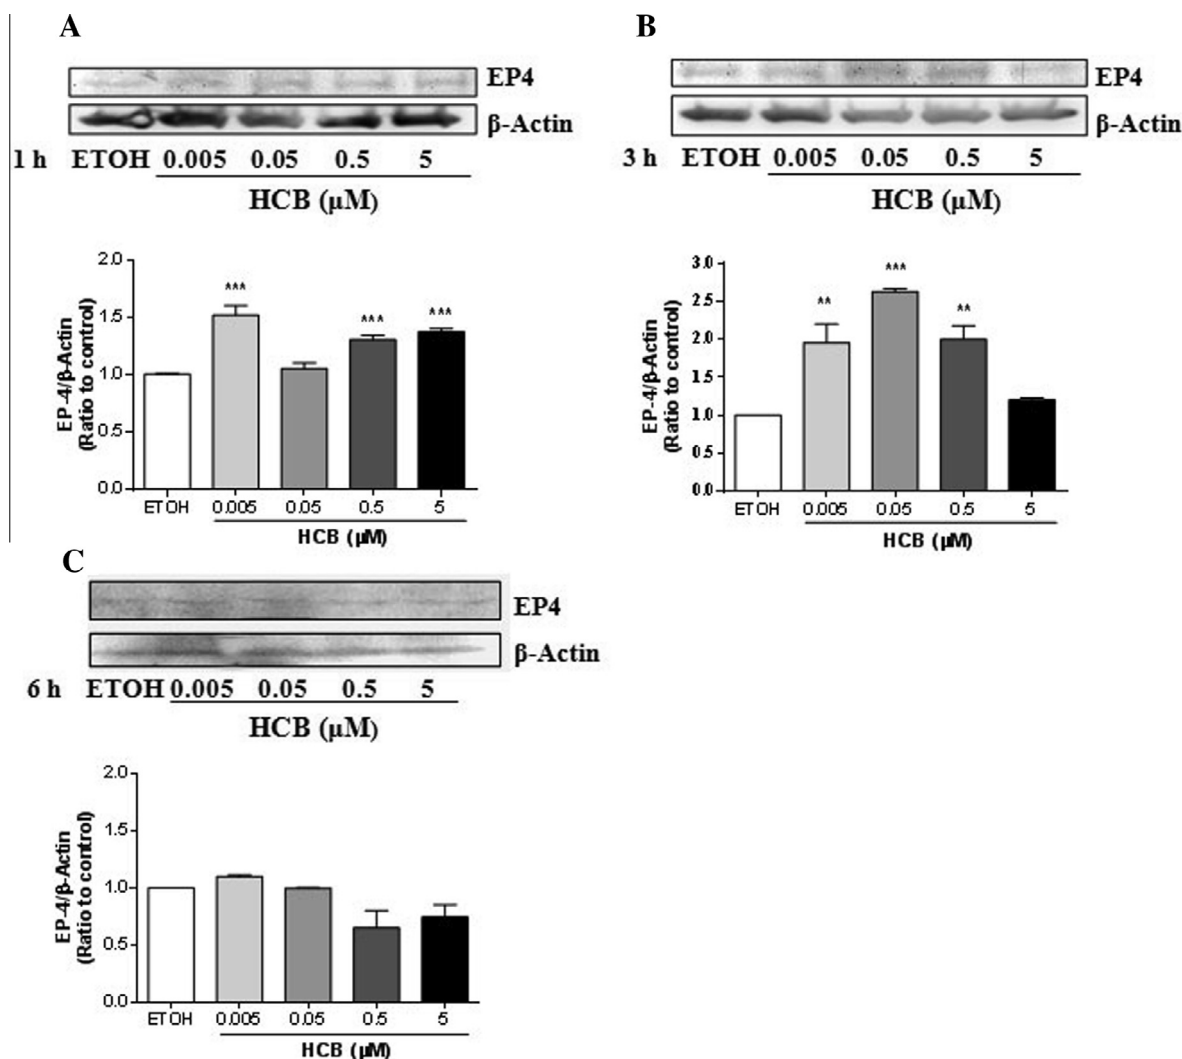 A
EP4
β-Actin
1 h ETOH 0.005 0.05 0.5 5
HCB (µM)
2.0
1.5
1.0
0.5
0.0
EP-4/β-Actin
(Ratio to control)
*** *** ***
ETOH 0.005 0.05 0.5 5
HCB (µM)
B
EP4
β-Actin
3 h ETOH 0.005 0.05 0.5 5
HCB (µM)
3.0
2.5
2.0
1.5
1.0
0.5
0.0
EP-4/β-Actin
(Ratio to control)
** *** **
ETOH 0.005 0.05 0.5 5
HCB (µM)
C
EP4
β-Actin
6 h ETOH 0.005 0.05 0.5 5
HCB (µM)
2.0
1.5
1.0
0.5
0.0
EP-4/β-Actin
(Ratio to control)
ETOH 0.005 0.05 0.5 5
HCB (µM)